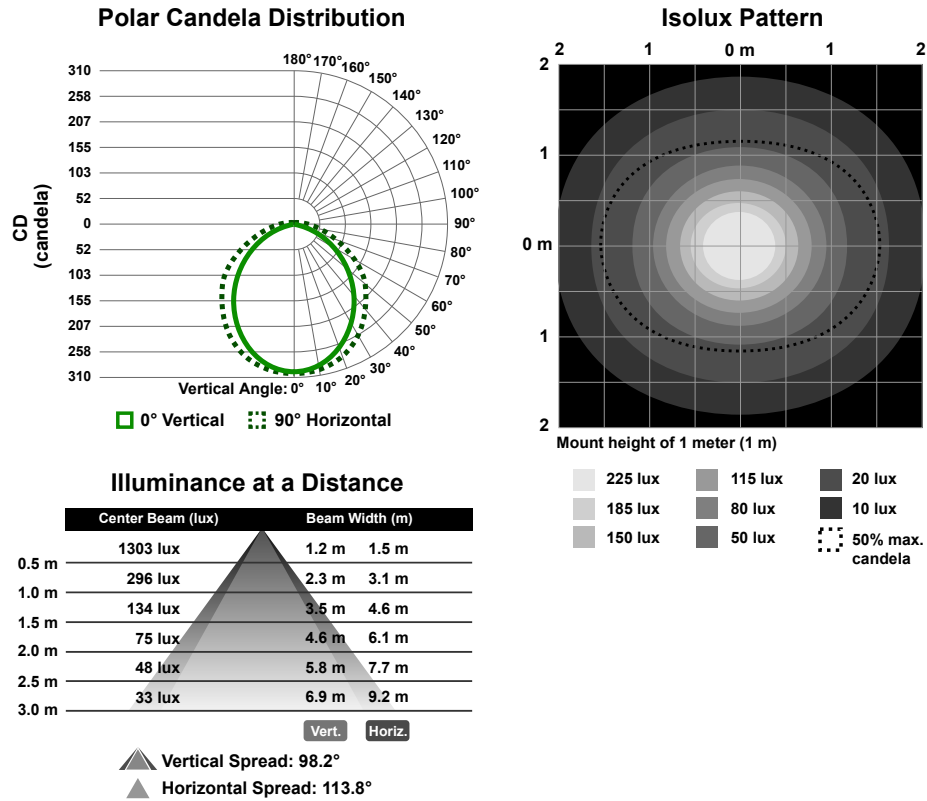 Polar Candela Distribution
310
258
207
155
103
52
0
52
103
155
207
258
310
CD
(candela)
180° 170° 160°
150°
140°
130°
120°
110°
100°
90°
80°
70°
60°
50°
40°
30°
20°
Vertical Angle: 0° 10°
0° Vertical 90° Horizontal
Isolux Pattern
2 1 0 m 1 2
2
1
0 m
1
2
Mount height of 1 meter (1 m)
225 lux 115 lux 20 lux
185 lux 80 lux 10 lux
150 lux 50 lux 50% max.
candela
Illuminance at a Distance
Center Beam (lux) Beam Width (m)
1303 lux 1.2 m 1.5 m
0.5 m
296 lux 2.3 m 3.1 m
1.0 m
134 lux 3.5 m 4.6 m
1.5 m
75 lux 4.6 m 6.1 m
2.0 m
48 lux 5.8 m 7.7 m
2.5 m
33 lux 6.9 m 9.2 m
3.0 m
Vert. Horiz.
Vertical Spread: 98.2°
Horizontal Spread: 113.8°